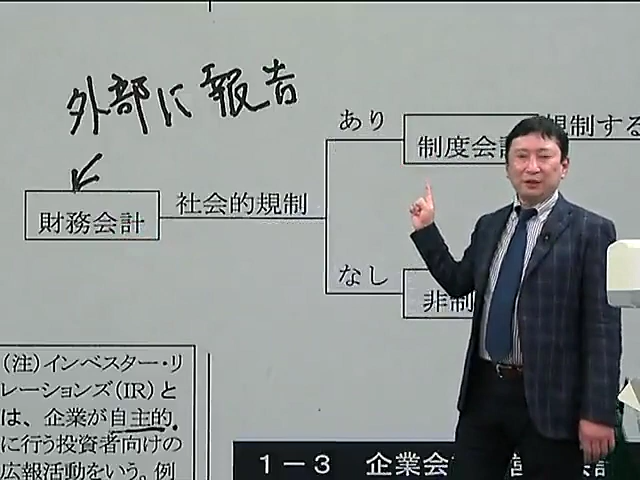 外部に報告
あり
制度会
規制する
財務会計
社会的規制
なし
非制
(注)インベスター・リ
レーションズ(IR)と
は、企業が自主的
に行う投資者向けの
広報活動をいう。例
1－3 企業会